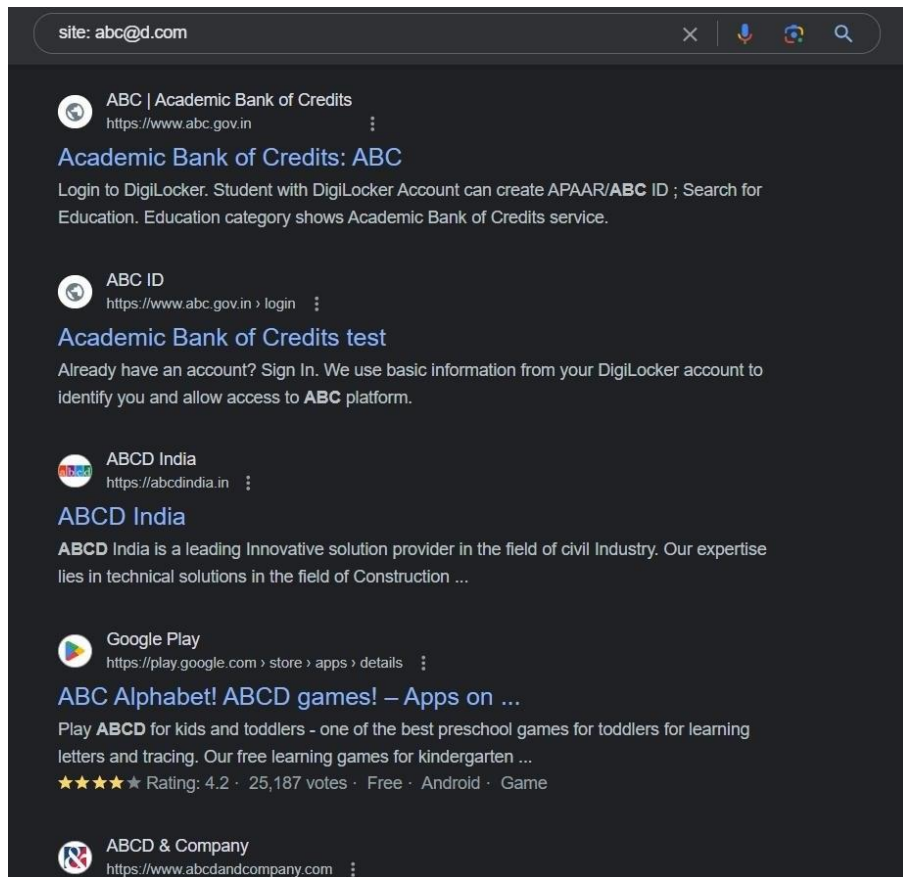 site: abc@d.com
ABC | Academic Bank of Credits
https://www.abc.gov.in
Academic Bank of Credits: ABC
Login to DigiLocker. Student with DigiLocker Account can create APAAR/ABC ID ; Search for
Education. Education category shows Academic Bank of Credits service.
ABC ID
https://www.abc.gov.in › login
Academic Bank of Credits test
Already have an account? Sign In. We use basic information from your DigiLocker account to
identify you and allow access to ABC platform.
ABCD India
https://abcdindia.in
ABCD India
ABCD India is a leading Innovative solution provider in the field of civil Industry. Our expertise
lies in technical solutions in the field of Construction ...
Google Play
https://play.google.com › store › apps › details
ABC Alphabet! ABCD games! – Apps on ...
Play ABCD for kids and toddlers - one of the best preschool games for toddlers for learning
letters and tracing. Our free learning games for kindergarten ...
Rating: 4.2 · 25,187 votes · Free · Android · Game
ABCD & Company
https://www.abcdandcompany.com